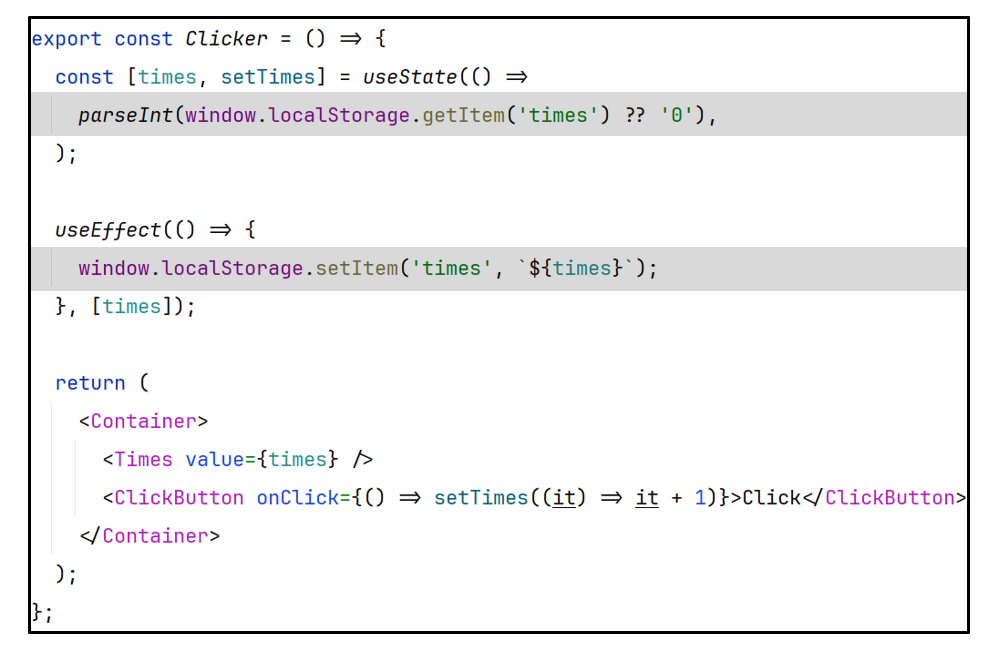 export const Clicker = () => {
const [times, setTimes] = useState(() =>
parseInt(window.localStorage.getItem('times') ?? '0'),
);
useEffect(() => {
window.localStorage.setItem('times', `${times}`);
}, [times]);
return (
<Container>
<Times value={times} />
<ClickButton onClick={() => setTimes((it) => it + 1)}>Click</ClickButton>
</Container>
);
};